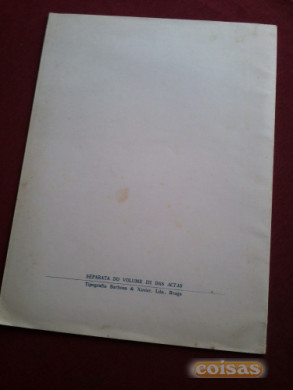 SEPARATA DO VOLUME III DAS ACTAS
Tipografia Barbosa & Xavier, Lda. Braga
coisas